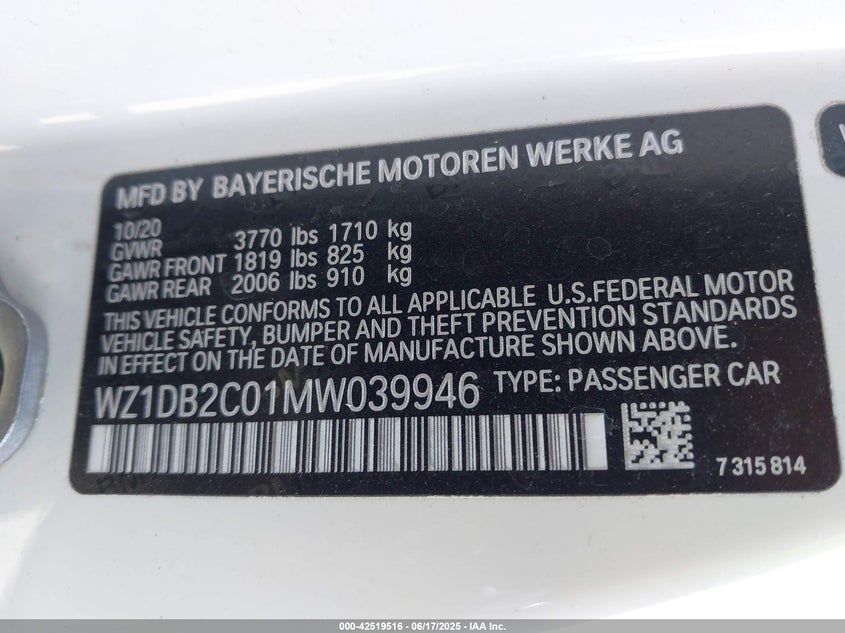 MFD BY BAYERISCHE MOTOREN WERKE AG
10/20
GVWR 3770 lbs 1710 kg
GAWR FRONT 1819 lbs 825 kg
GAWR REAR 2006 lbs 910 kg
THIS VEHICLE CONFORMS TO ALL APPLICABLE U.S.FEDERAL MOTOR
VEHICLE SAFETY, BUMPER AND THEFT PREVENTION STANDARDS
IN EFFECT ON THE DATE OF MANUFACTURE SHOWN ABOVE.
WZ1DB2C01MW039946 TYPE: PASSENGER CAR
7 315 814
000-42519516 | 06/17/2025 | IAA Inc.